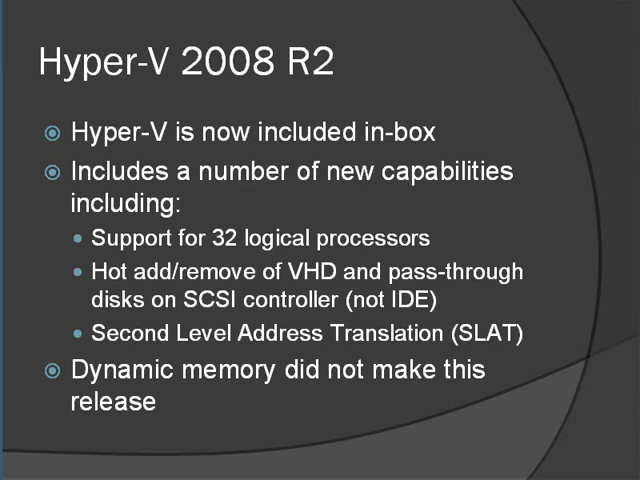 Hyper-V 2008 R2
Hyper-V is now included in-box
Includes a number of new capabilities
including:
Support for 32 logical processors
Hot add/remove of VHD and pass-through
disks on SCSI controller (not IDE)
Second Level Address Translation (SLAT)
Dynamic memory did not make this
release